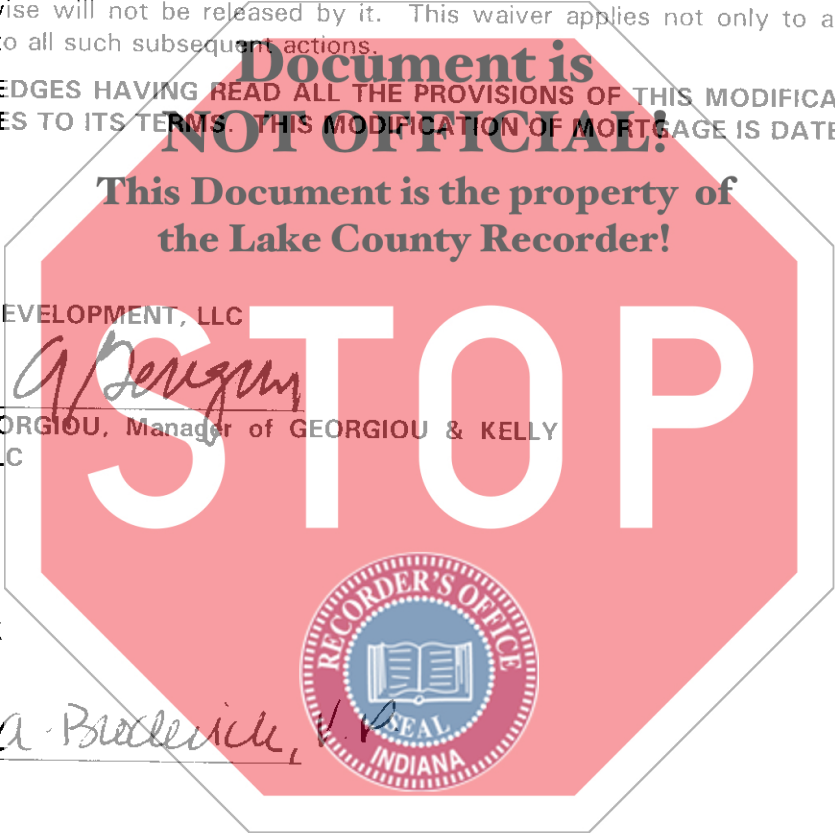 ise will not be released by it. This waiver applies not only to a
o all such subsequent actions.
Document is
EDGES HAVING READ ALL THE PROVISIONS OF THIS MODIFICA
NOT OFFICIAL!
ES TO ITS TERMS. THIS MODIFICATION OF MORTGAGE IS DATE
This Document is the property of
the Lake County Recorder!
EVELOPMENT, LLC
STOP
ORGIOU, Manager of GEORGIOU & KELLY
LC
RECORDER'S OFFICE
SEAL
INDIANA
a Broderick, V.P.